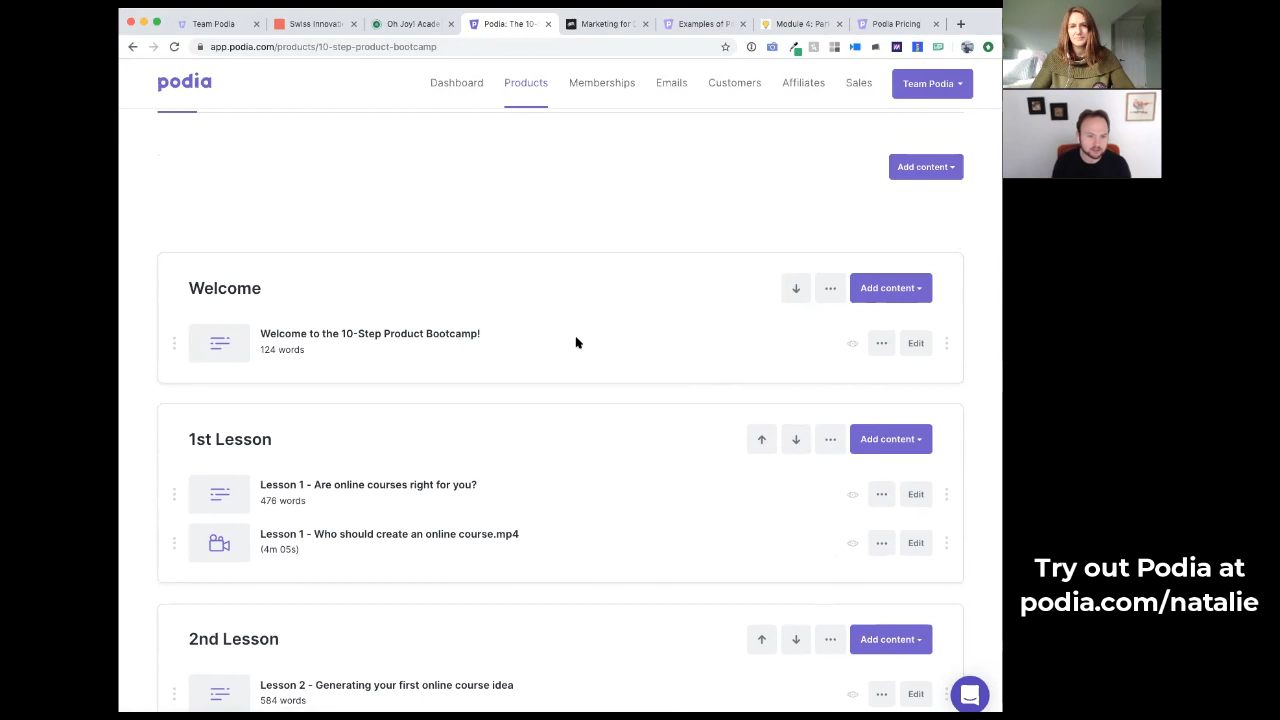 Team Podia
Swiss Innovati
Oh Joy! Acade
Podia: The 10-
Marketing for
Examples of P
Module 4: Part
Podia Pricing
app.podia.com/products/10-step-product-bootcamp
podia
Dashboard
Products
Memberships
Emails
Customers
Affiliates
Sales
Team Podia
Add content
Welcome
Add content
Welcome to the 10-Step Product Bootcamp!
124 words
Edit
1st Lesson
Add content
Lesson 1 - Are online courses right for you?
476 words
Edit
Lesson 1 - Who should create an online course.mp4
(4m 05s)
Edit
2nd Lesson
Add content
Lesson 2 - Generating your first online course idea
584 words
Edit
Try out Podia at
podia.com/natalie